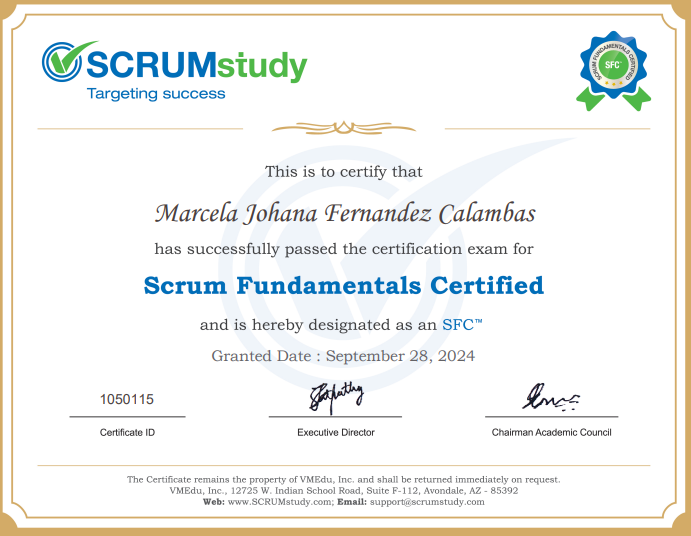 SCRUMstudy
Targeting success
SCRUM FUNDAMENTALS CERTIFIED
SFC™
This is to certify that
Marcela Johana Fernandez Calambas
has successfully passed the certification exam for
Scrum Fundamentals Certified
and is hereby designated as an SFC™
Granted Date : September 28, 2024
1050115
Certificate ID
Executive Director
Chairman Academic Council
The Certificate remains the property of VMEdu, Inc. and shall be returned immediately on request.
VMEdu, Inc., 12725 W. Indian School Road, Suite F-112, Avondale, AZ - 85392
Web: www.SCRUMstudy.com; Email: support@scrumstudy.com